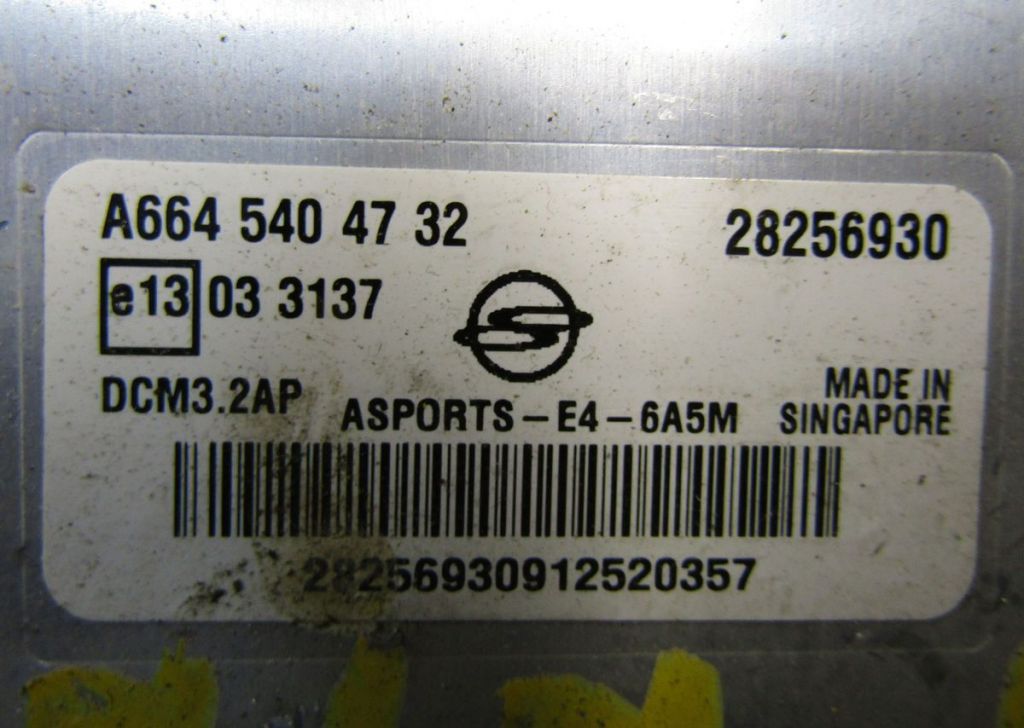 A664 540 47 32 28256930
e13 03 3137
DCM3.2AP ASPORTS-E4-6A5M MADE IN SINGAPORE
28256930912520357